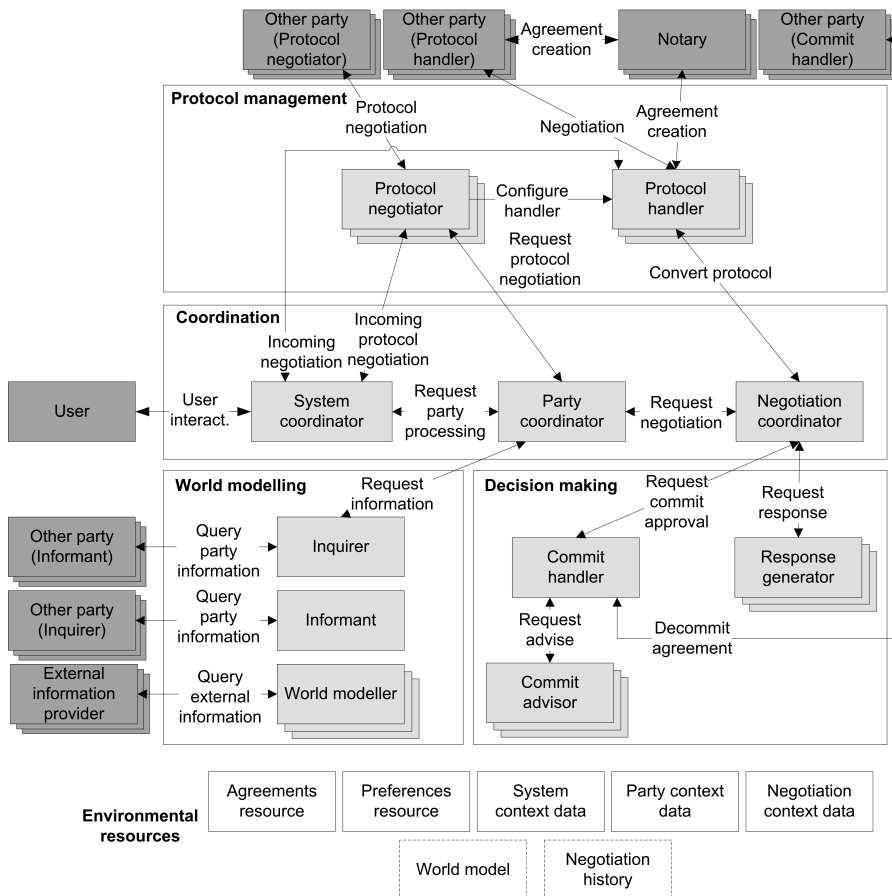 Other party
(Protocol
negotiator)
Other party
(Protocol
handler)
Agreement
creation
Notary
Other party
(Commit
handler)
Protocol management
Protocol
negotiation
Negotiation
Agreement
creation
Protocol
negotiator
Configure
handler
Protocol
handler
Request
protocol
negotiation
Convert protocol
Coordination
Incoming
negotiation
Incoming
protocol
negotiation
User
User
interact.
System
coordinator
Request
party
processing
Party
coordinator
Request
negotiation
Negotiation
coordinator
World modelling
Request
information
Other party
(Informant)
Query
party
information
Inquirer
Other party
(Inquirer)
Query
party
information
Informant
External
information
provider
Query
external
information
World modeller
Decision making
Request
commit
approval
Request
response
Commit
handler
Response
generator
Request
advise
Decommit
agreement
Commit
advisor
Environmental
resources
Agreements
resource
Preferences
resource
System
context data
Party context
data
Negotiation
context data
World model
Negotiation
history